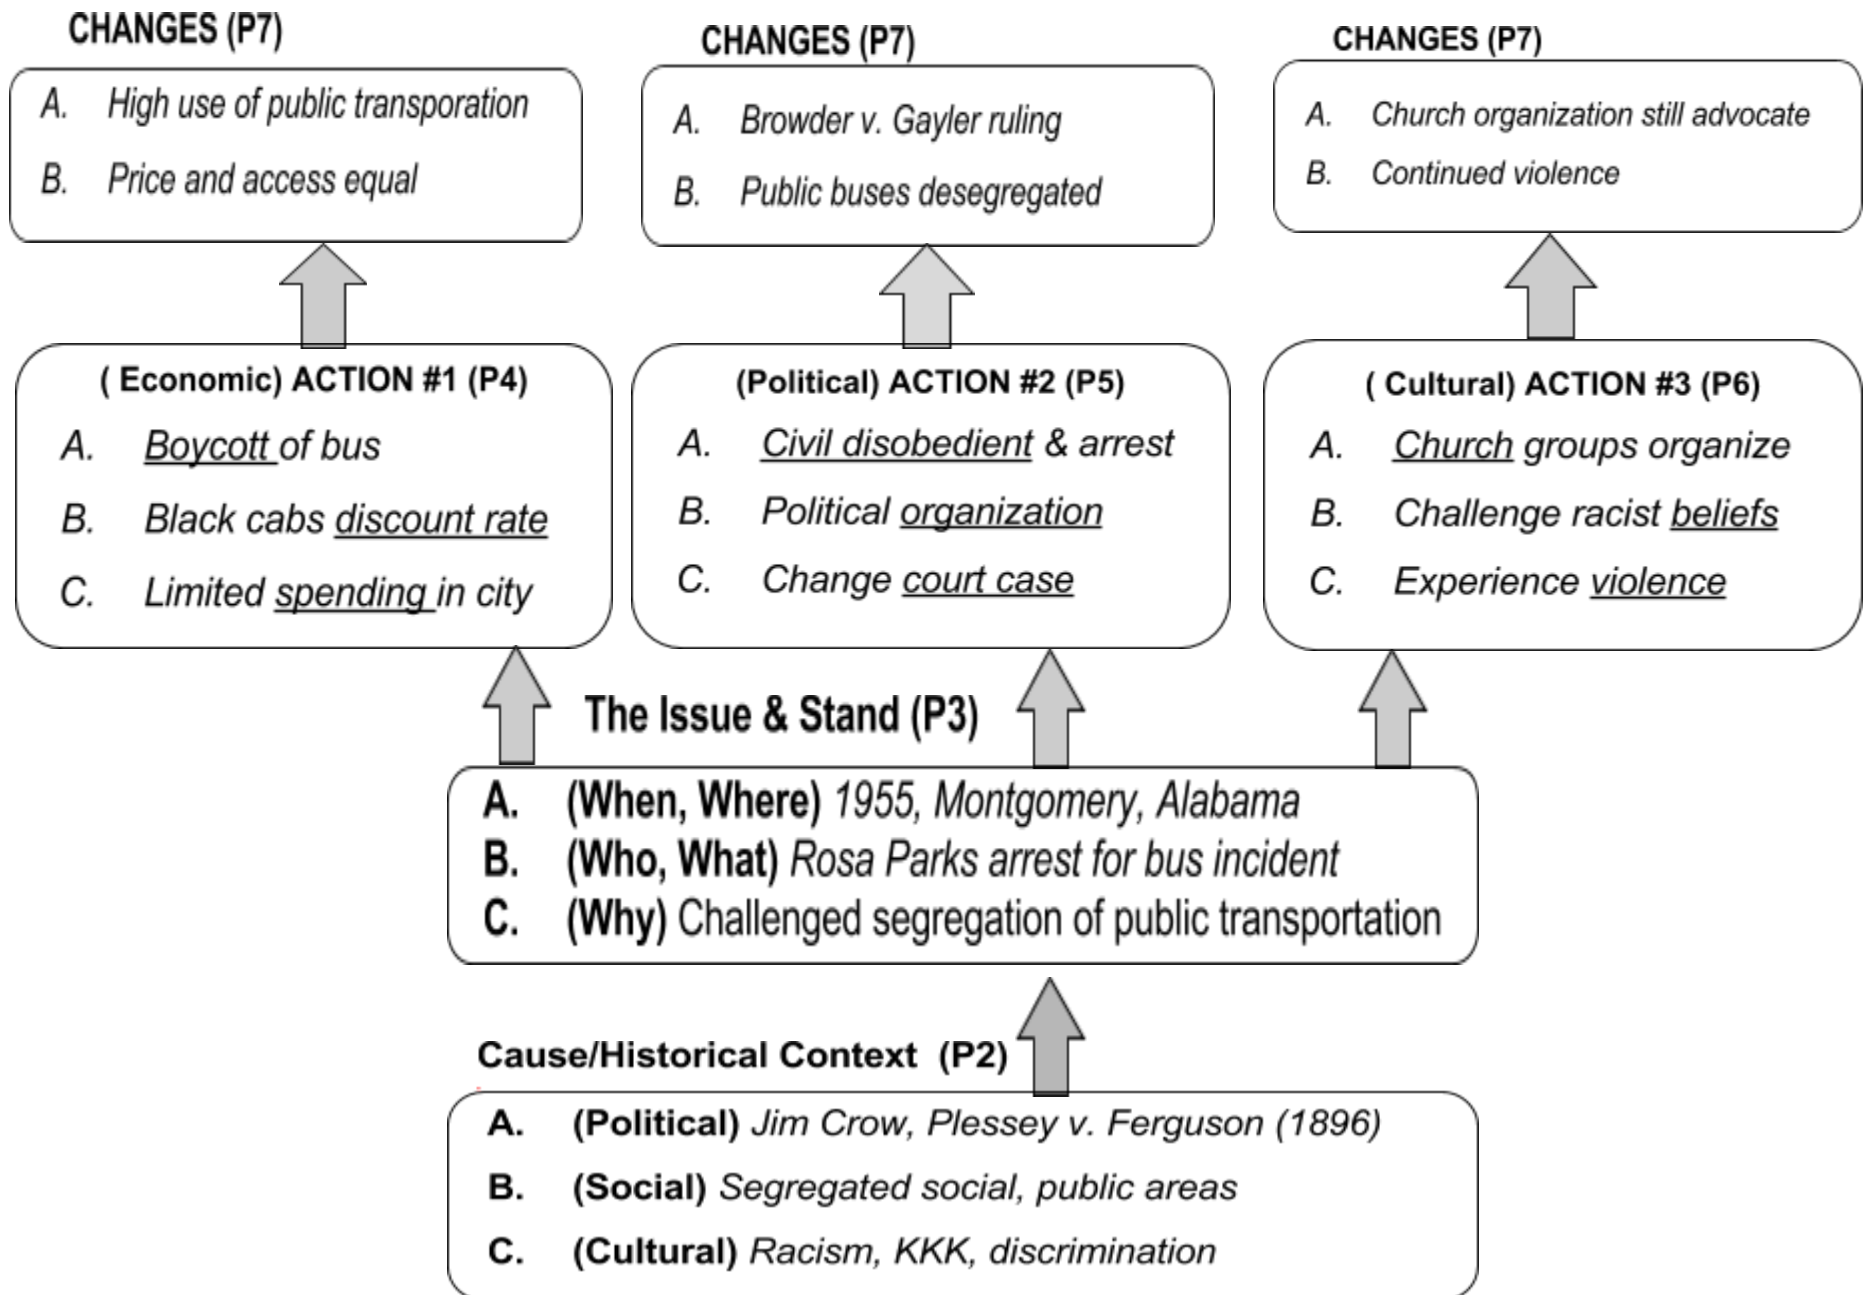 CHANGES (P7)
A. High use of public transporation
B. Price and access equal
CHANGES (P7)
A. Browder v. Gayler ruling
B. Public buses desegregated
CHANGES (P7)
A. Church organization still advocate
B. Continued violence
( Economic) ACTION #1 (P4)
A. Boycott of bus
B. Black cabs discount rate
C. Limited spending in city
(Political) ACTION #2 (P5)
A. Civil disobedient & arrest
B. Political organization
C. Change court case
( Cultural) ACTION #3 (P6)
A. Church groups organize
B. Challenge racist beliefs
C. Experience violence
The Issue & Stand (P3)
A. (When, Where) 1955, Montgomery, Alabama
B. (Who, What) Rosa Parks arrest for bus incident
C. (Why) Challenged segregation of public transportation
Cause/Historical Context (P2)
A. (Political) Jim Crow, Plessey v. Ferguson (1896)
B. (Social) Segregated social, public areas
C. (Cultural) Racism, KKK, discrimination